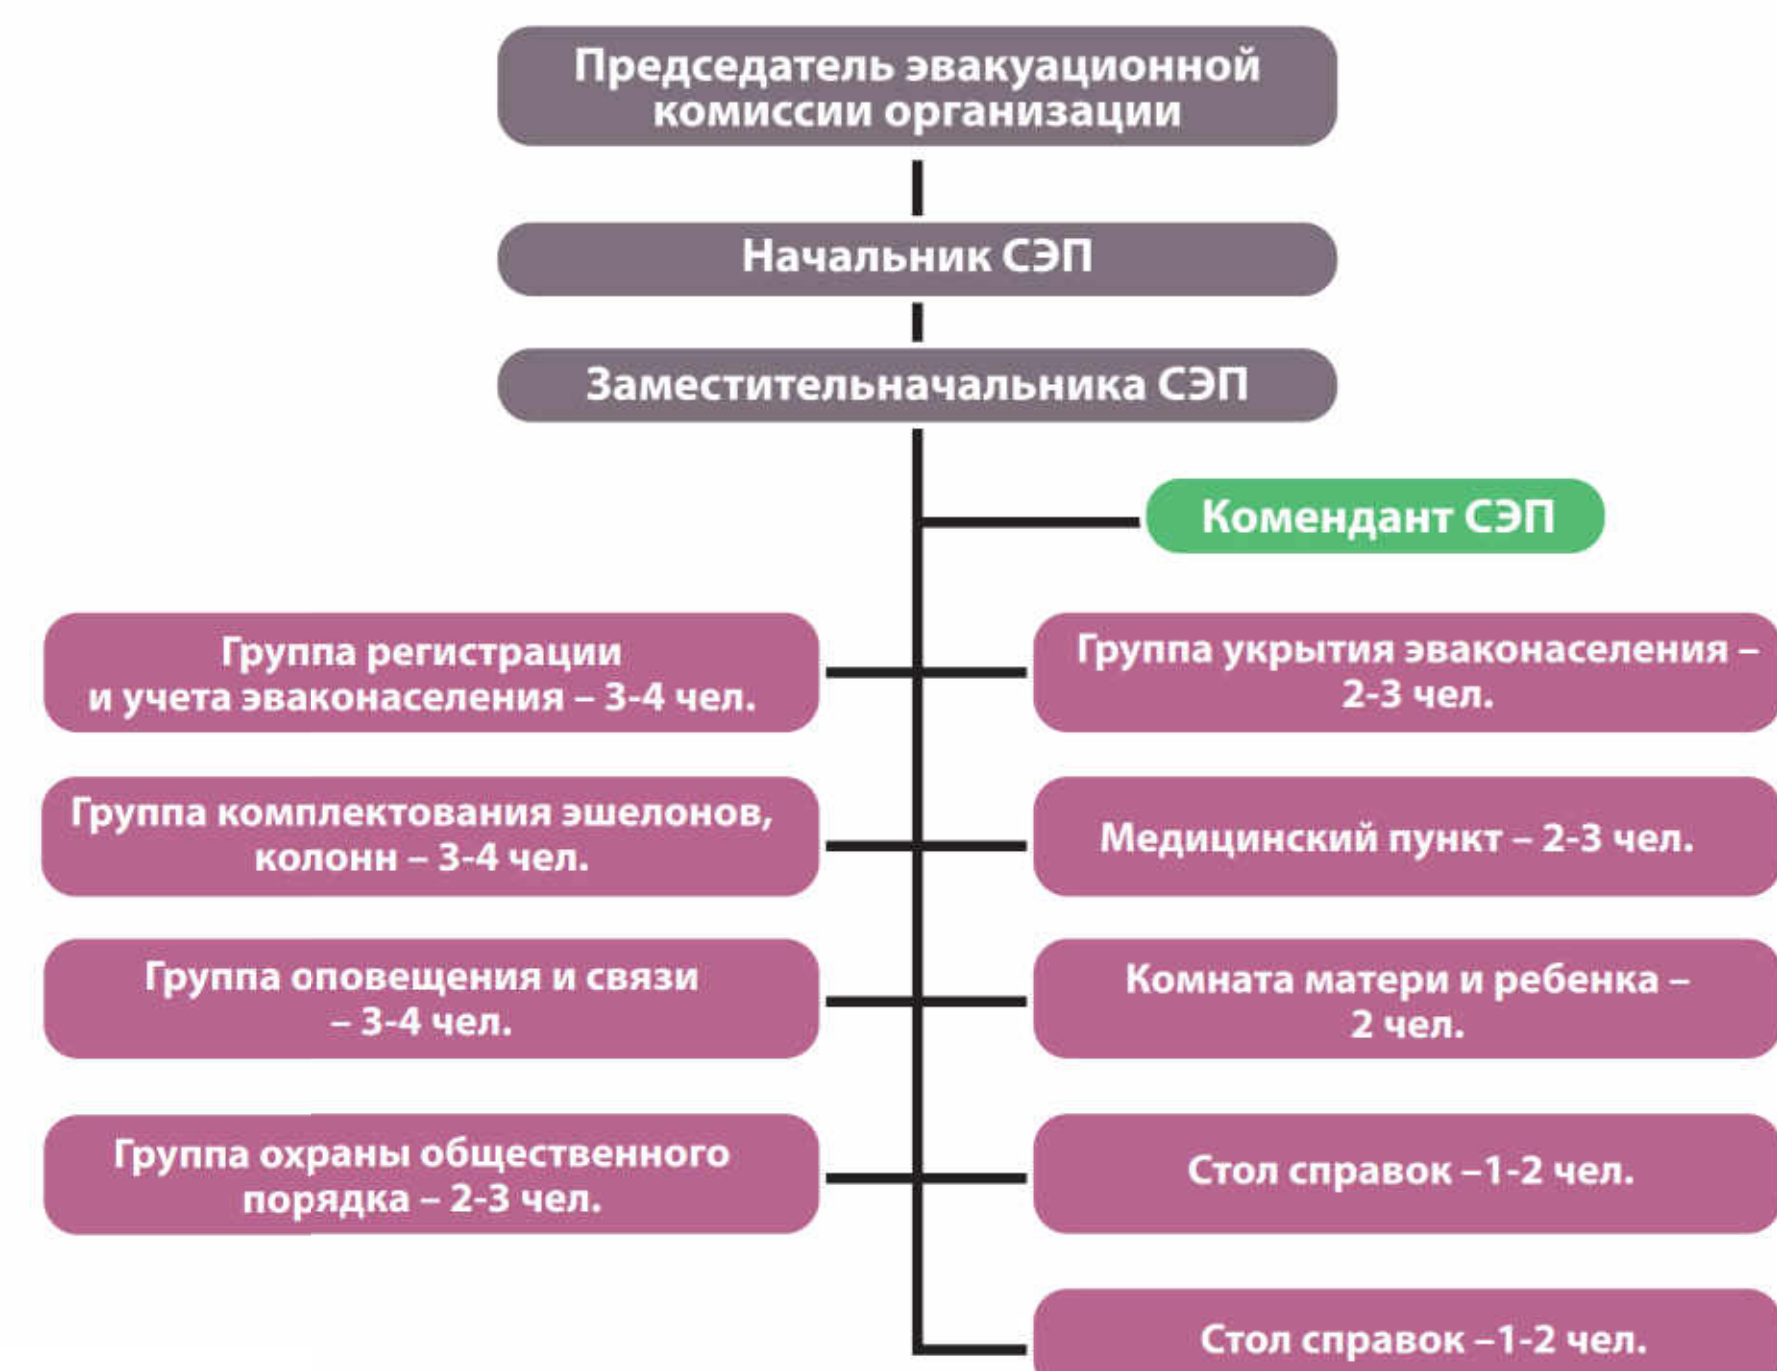 Председатель эвакуационной
комиссии организации
Начальник СЭП
Заместительначальника СЭП
Комендант СЭП
Группа регистрации
и учета эваконаселения – 3-4 чел.
Группа укрытия эваконаселения –
2-3 чел.
Группа комплектования эшелонов,
колонн – 3-4 чел.
Медицинский пункт – 2-3 чел.
Группа оповещения и связи
– 3-4 чел.
Комната матери и ребенка –
2 чел.
Группа охраны общественного
порядка – 2-3 чел.
Стол справок –1-2 чел.
Стол справок –1-2 чел.